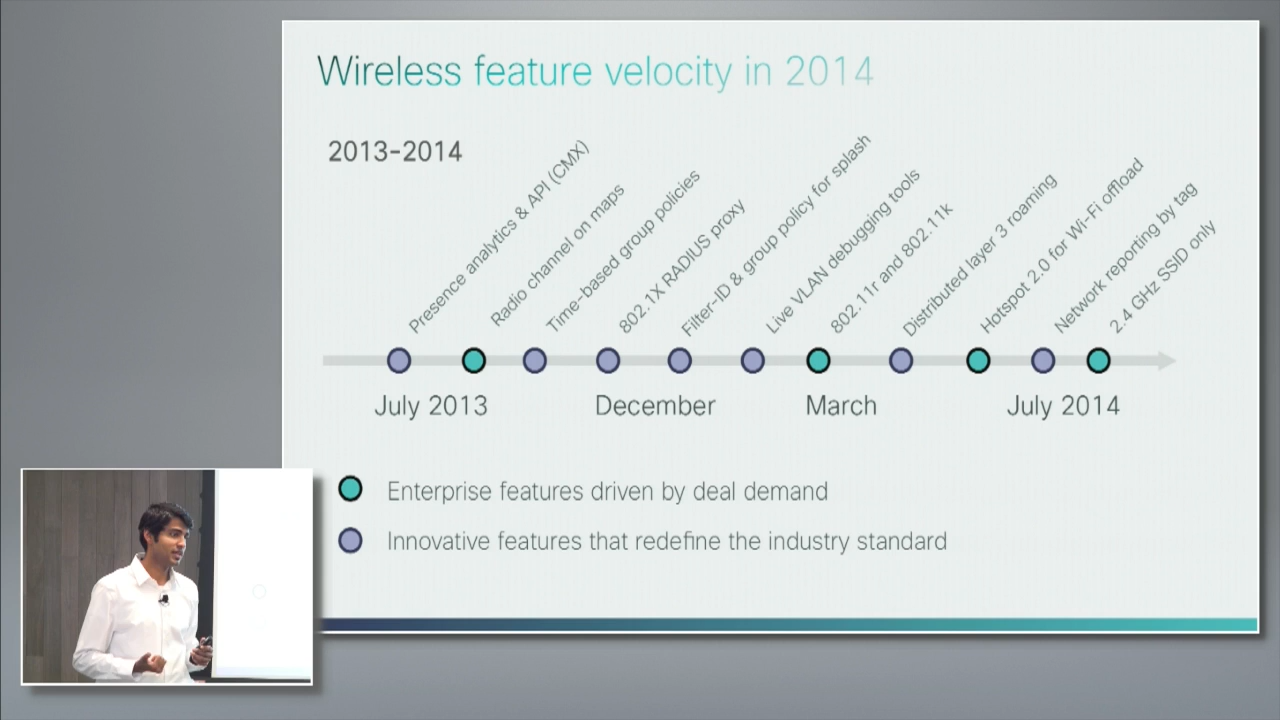 Wireless feature velocity in 2014
2013-2014
Presence analytics & API (CMX)
Radio channel on maps
Time-based group policies
802.1X RADIUS proxy
Filter-ID & group policy for splash
Live VLAN debugging tools
802.11r and 802.11k
Distributed layer 3 roaming
Hotspot 2.0 for Wi-Fi offload
Network reporting by tag
2.4 GHz SSID only
July 2013
December
March
July 2014
Enterprise features driven by deal demand
Innovative features that redefine the industry standard